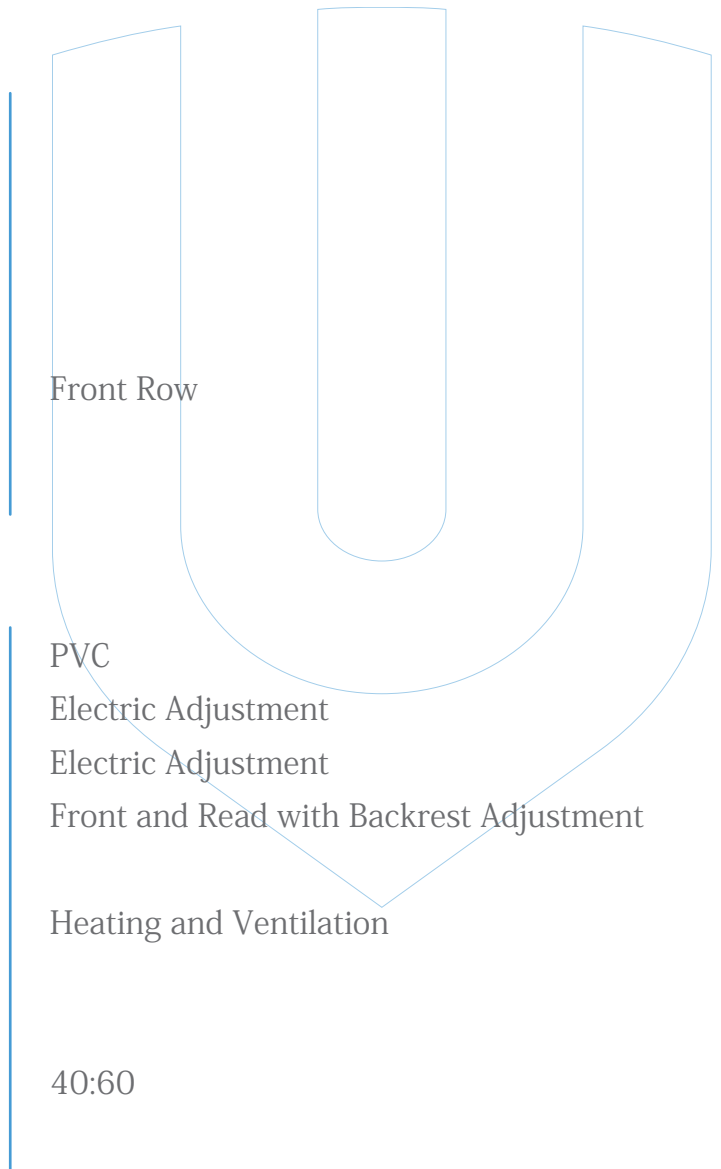 Front Row
PVC
Electric Adjustment
Electric Adjustment
Front and Read with Backrest Adjustment
Heating and Ventilation
40:60